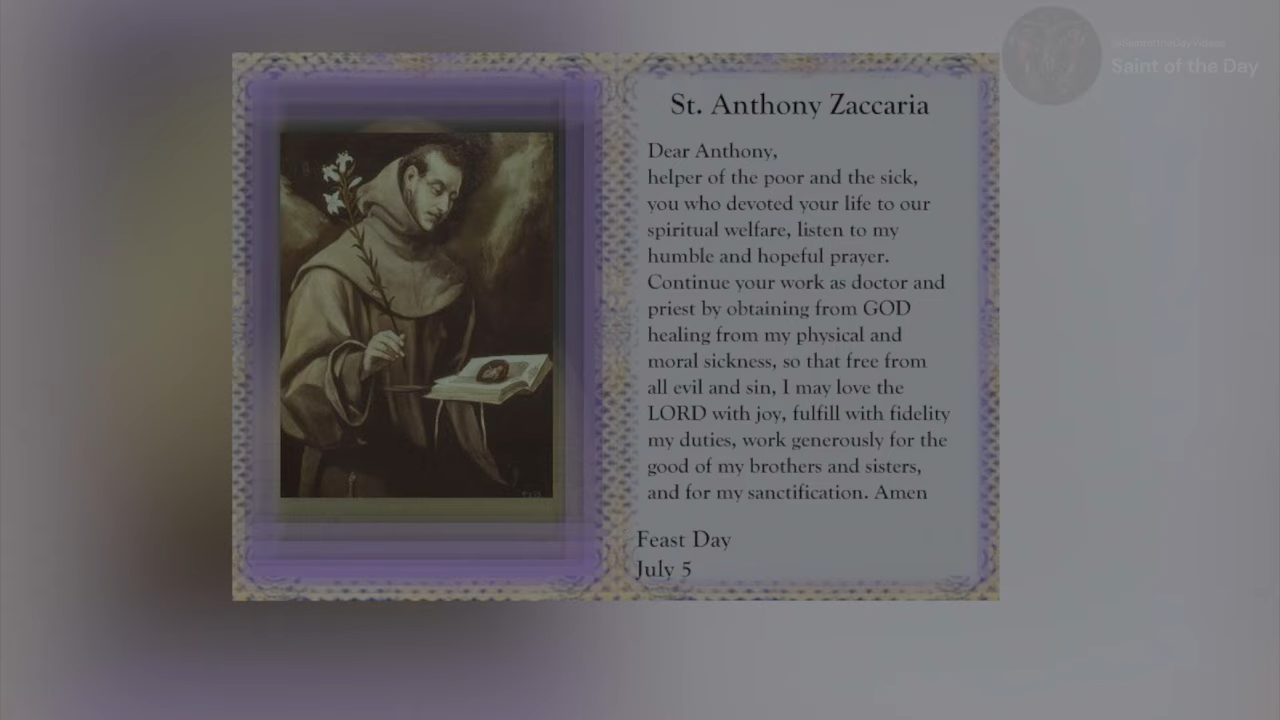 Saint of the Day
St. Anthony Zaccaria
Dear Anthony,
helper of the poor and the sick,
you who devoted your life to our
spiritual welfare, listen to my
humble and hopeful prayer.
Continue your work as doctor and
priest by obtaining from GOD
healing from my physical and
moral sickness, so that free from
all evil and sin, I may love the
LORD with joy, fulfill with fidelity
my duties, work generously for the
good of my brothers and sisters,
and for my sanctification. Amen
Feast Day
July 5